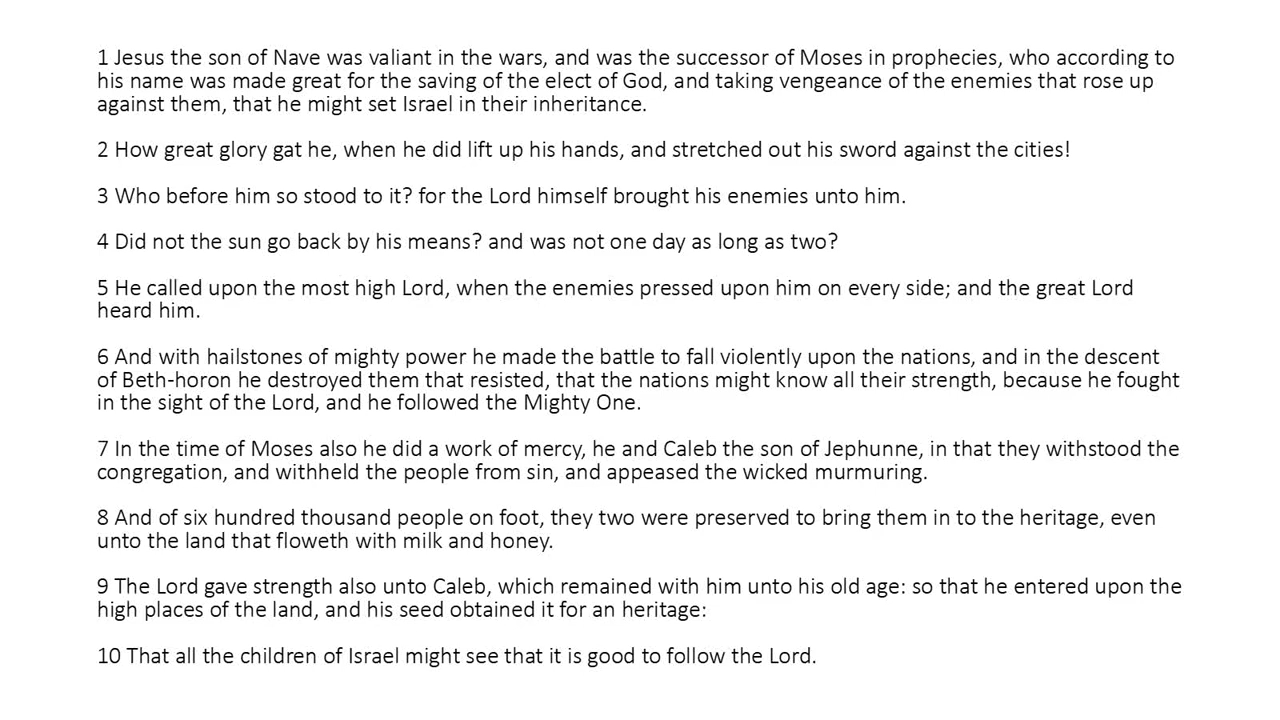 1 Jesus the son of Nave was valiant in the wars, and was the successor of Moses in prophecies, who according to
his name was made great for the saving of the elect of God, and taking vengeance of the enemies that rose up
against them, that he might set Israel in their inheritance.
2 How great glory gat he, when he did lift up his hands, and stretched out his sword against the cities!
3 Who before him so stood to it? for the Lord himself brought his enemies unto him.
4 Did not the sun go back by his means? and was not one day as long as two?
5 He called upon the most high Lord, when the enemies pressed upon him on every side; and the great Lord
heard him.
6 And with hailstones of mighty power he made the battle to fall violently upon the nations, and in the descent
of Beth-horon he destroyed them that resisted, that the nations might know all their strength, because he fought
in the sight of the Lord, and he followed the Mighty One.
7 In the time of Moses also he did a work of mercy, he and Caleb the son of Jephunne, in that they withstood the
congregation, and withheld the people from sin, and appeased the wicked murmuring.
8 And of six hundred thousand people on foot, they two were preserved to bring them in to the heritage, even
unto the land that floweth with milk and honey.
9 The Lord gave strength also unto Caleb, which remained with him unto his old age: so that he entered upon the
high places of the land, and his seed obtained it for an heritage:
10 That all the children of Israel might see that it is good to follow the Lord.